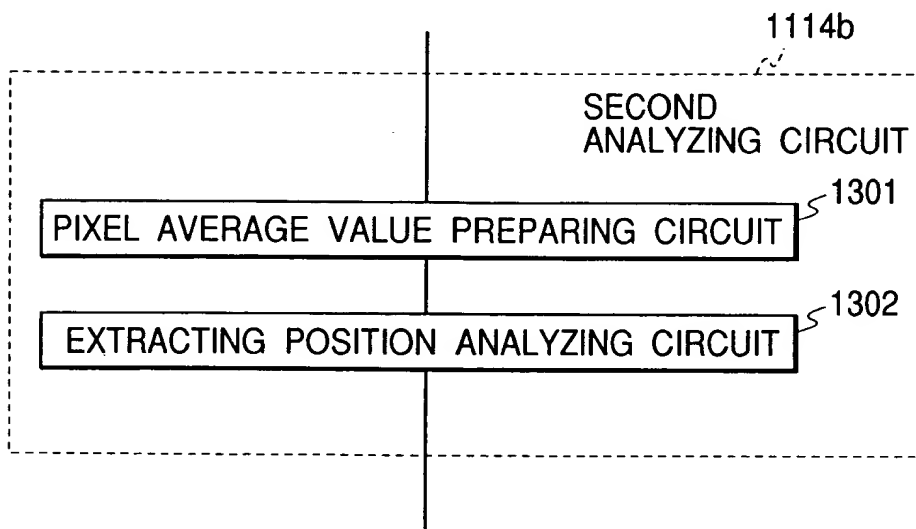 1114b
SECOND
ANALYZING CIRCUIT
1301
PIXEL AVERAGE VALUE PREPARING CIRCUIT
1302
EXTRACTING POSITION ANALYZING CIRCUIT